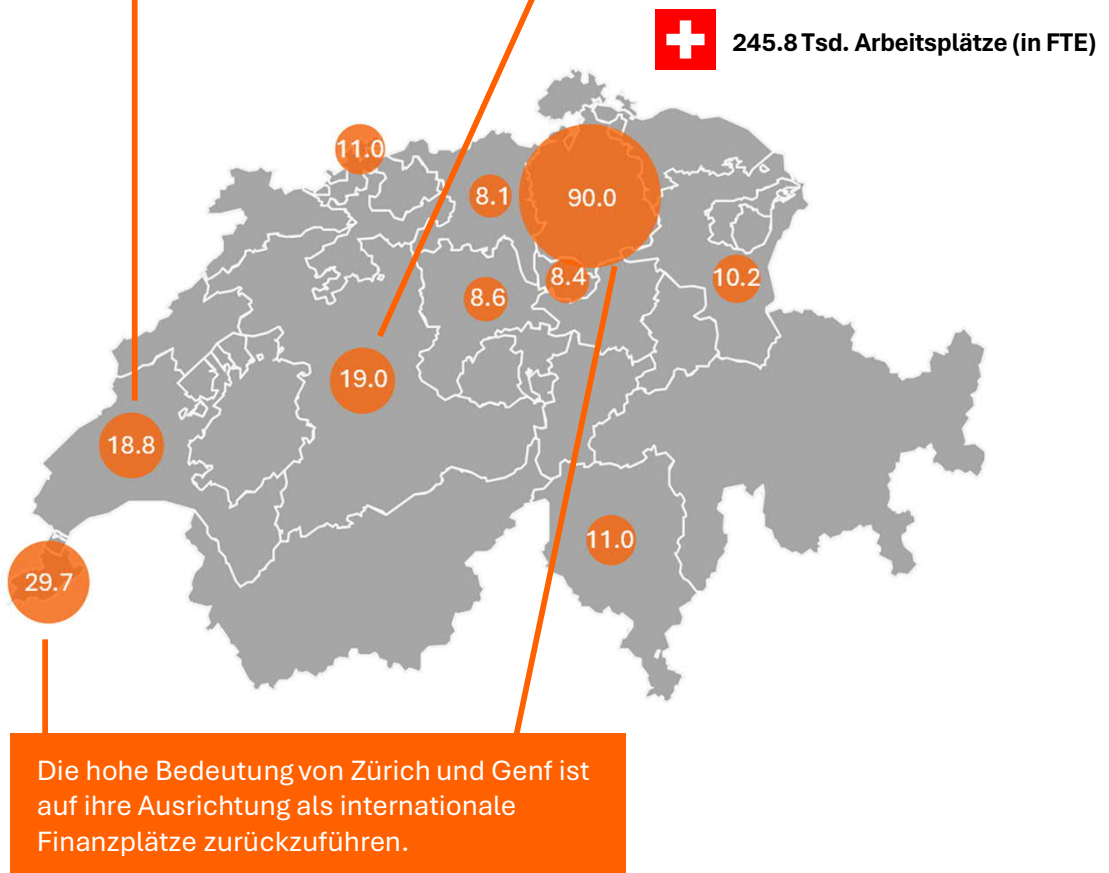 245.8 Tsd. Arbeitsplätze (in FTE)
11.0
8.1
90.0
8.4
10.2
8.6
19.0
18.8
11.0
29.7
Die hohe Bedeutung von Zürich und Genf ist
auf ihre Ausrichtung als internationale
Finanzplätze zurückzuführen.